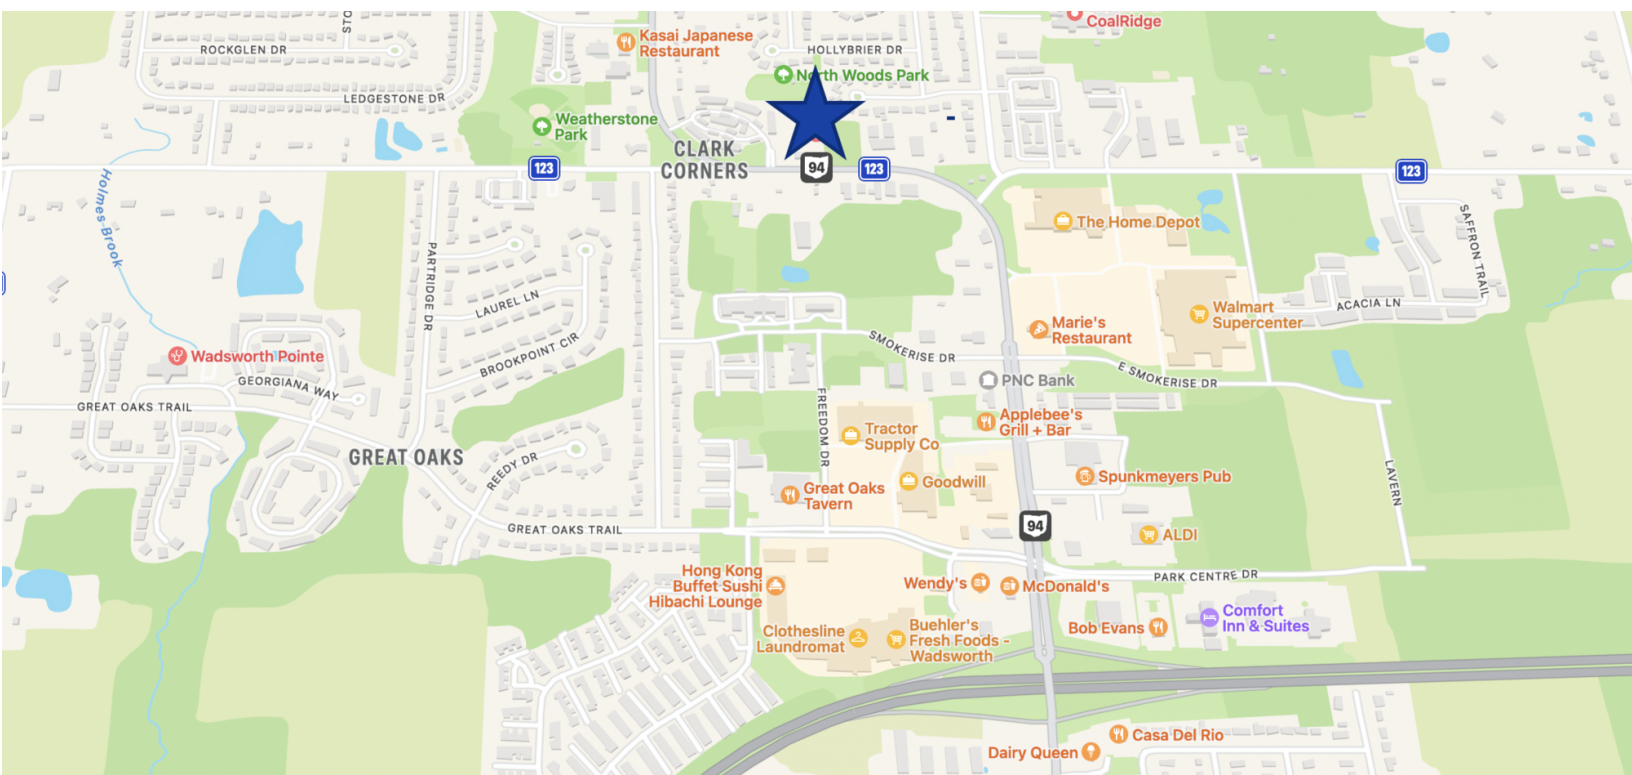 CoalRidge
STO
ROCKGLEN DR
Kasai Japanese
Restaurant
HOLLYBRIER DR
North Woods Park
LEDGESTONE DR
Weatherstone
Park
CLARK
CORNERS
123
94
123
123
Holmes Brook
The Home Depot
SAFFRON TRAIL
PARTRIDGE DR
LAUREL LN
ACACIA LN
Walmart
Supercenter
Marie's
Restaurant
SMOKERISE DR
BROOKPOINT CIR
Wadsworth Pointe
E SMOKERISE DR
PNC Bank
GEORGIANA WAY
GREAT OAKS TRAIL
FREEDOM DR
Applebee's
Grill + Bar
Tractor
Supply Co
GREAT OAKS
REEDY DR
LAVERN
Spunkmeyers Pub
Goodwill
Great Oaks
Tavern
GREAT OAKS TRAIL
94
ALDI
Hong Kong
Buffet Sushi
Hibachi Lounge
Wendy's
McDonald's
PARK CENTRE DR
Comfort
Inn & Suites
Bob Evans
Clothesline
Laundromat
Buehler's
Fresh Foods -
Wadsworth
Casa Del Rio
Dairy Queen